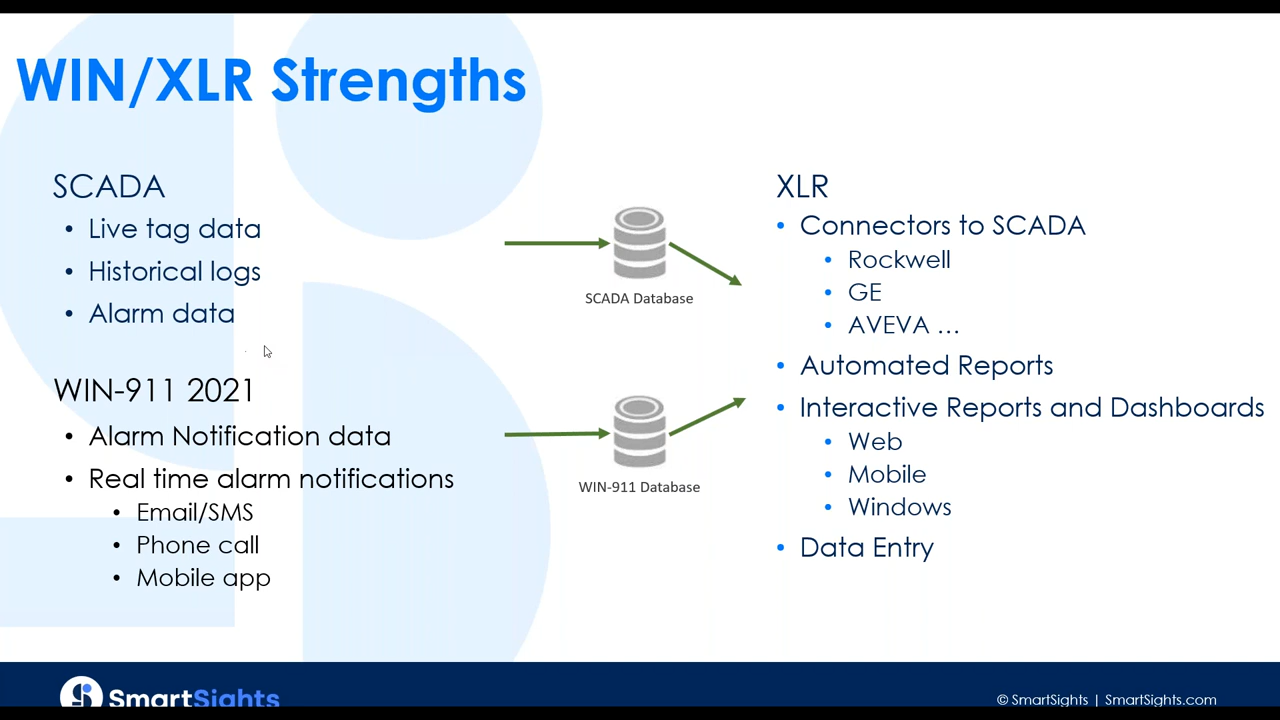 WIN/XLR Strengths
SCADA
• Live tag data
• Historical logs
• Alarm data
WIN-911 2021
• Alarm Notification data
• Real time alarm notifications
• Email/SMS
• Phone call
• Mobile app
SCADA Database
WIN-911 Database
XLR
• Connectors to SCADA
• Rockwell
• GE
• AVEVA …
• Automated Reports
• Interactive Reports and Dashboards
• Web
• Mobile
• Windows
• Data Entry
SmartSights
© SmartSights | SmartSights.com